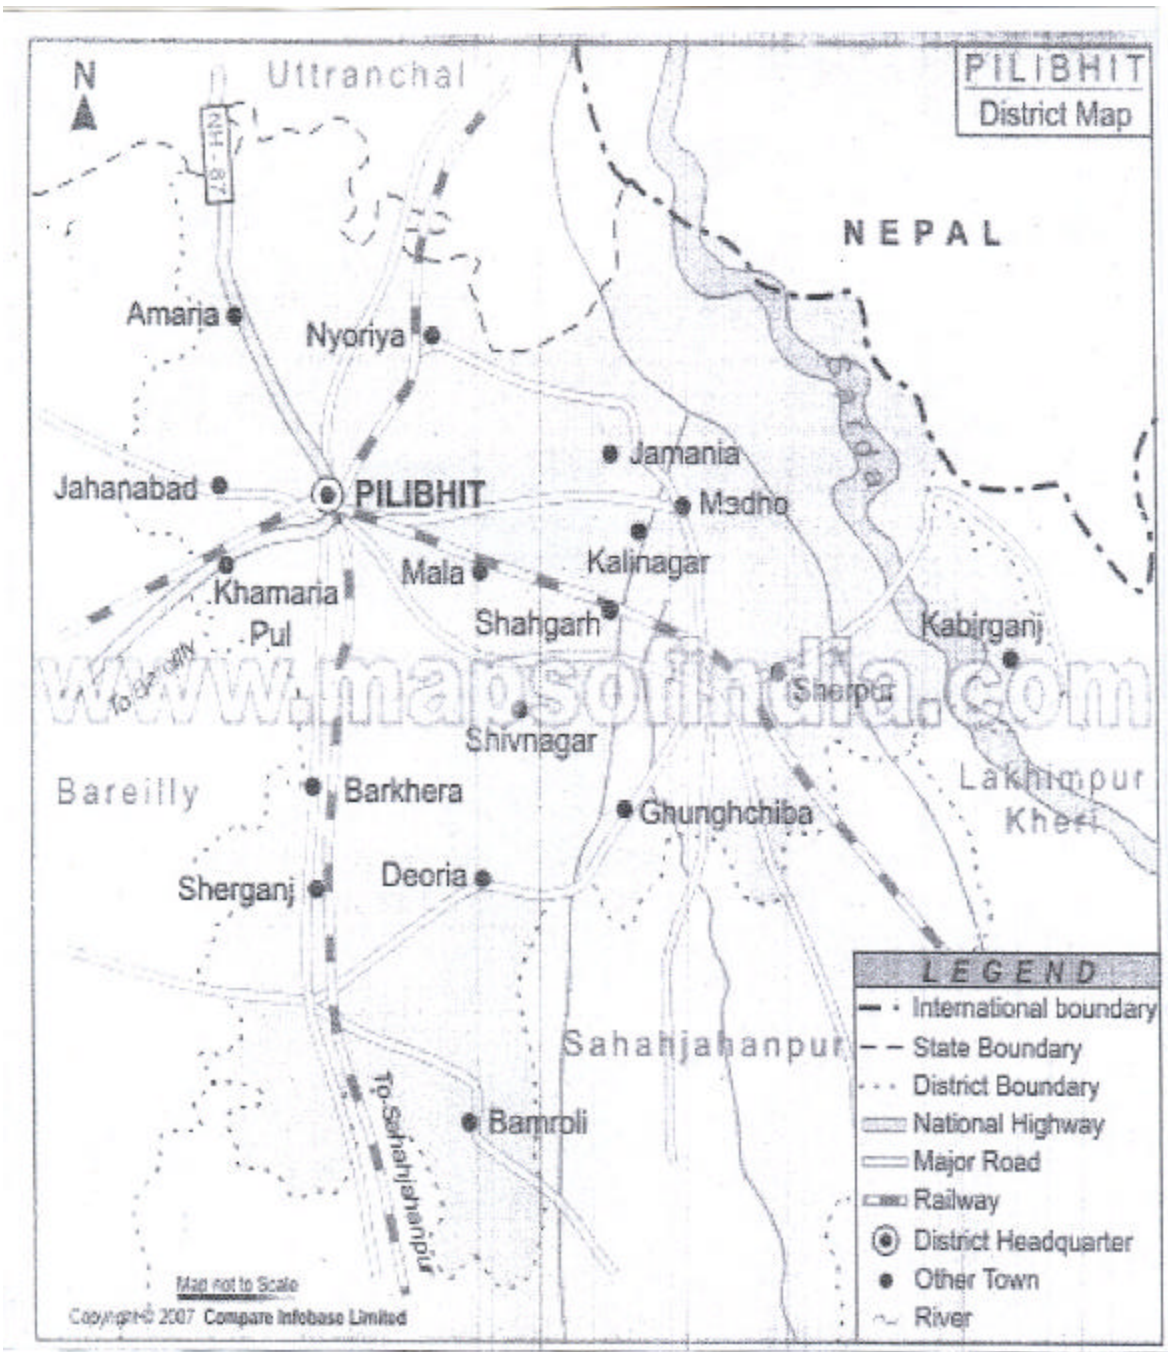 N
Uttranchal
PILIBHIT
District Map
NH - 87
NEPAL
Amaria
Nyoriya
Sarda
Jamania
Jahanabad
PILIBHIT
Madho
Kalinagar
Mala
Khamaria
Pul
Shahgarh
Kabirganj
www.mapsofindia.com
To Bareilly
Sherpur
Shivnagar
Bareilly
Barkhera
Lakhimpur
Kheri
Ghunghchiba
Deoria
Sherganj
LEGEND
International boundary
State Boundary
District Boundary
National Highway
Major Road
Railway
District Headquarter
Other Town
River
Sahahjahanpur
To Sahahjahanpur
Bamroli
Map not to Scale
Copyright © 2007 Compare Infobase Limited